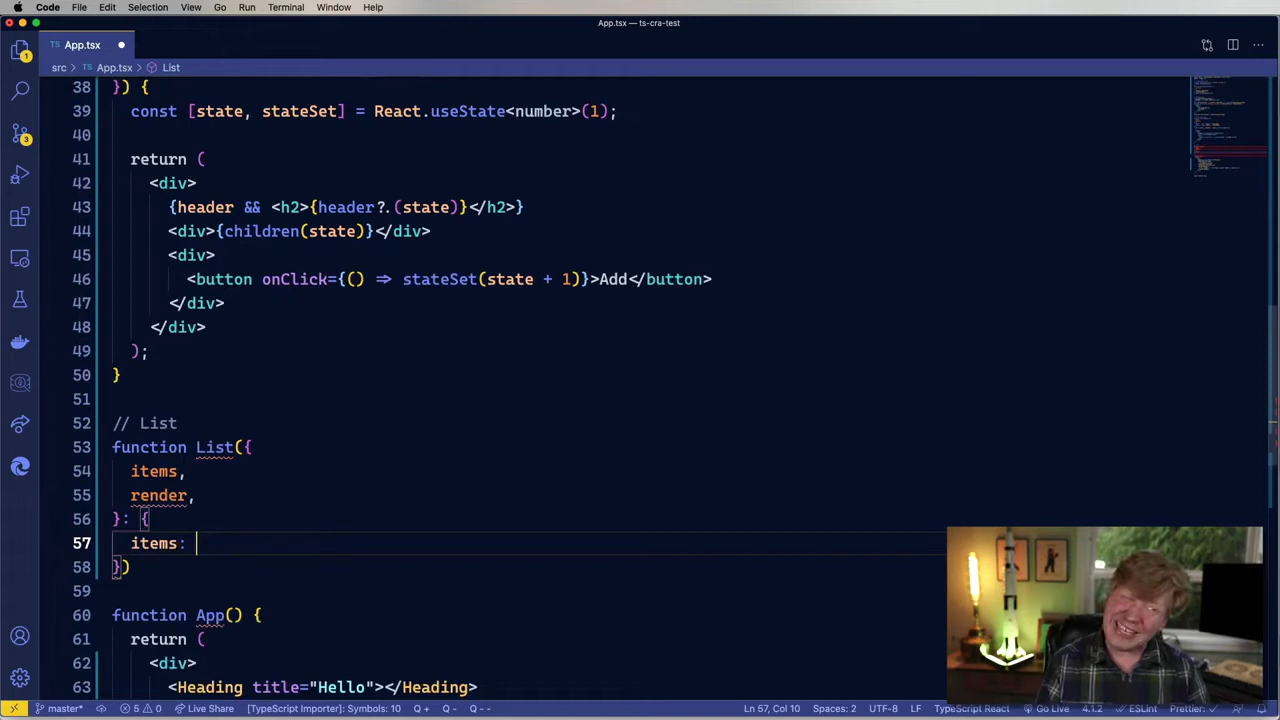 Code File Edit Selection View Go Run Terminal Window Help
App.tsx — ts-cra-test
TS App.tsx
src > TS App.tsx > List
38 }) {
39 const [state, stateSet] = React.useState<number>(1);
40
41 return (
42 <div>
43 {header && <h2>{header?.(state)}</h2>}
44 <div>{children(state)}</div>
45 <div>
46 <button onClick={() => stateSet(state + 1)}>Add</button>
47 </div>
48 </div>
49 );
50 }
51
52 // List
53 function List({
54 items,
55 render,
56 }: {
57 items:
58 })
59
60 function App() {
61 return (
62 <div>
63 <Heading title="Hello"></Heading>
1
3
master* 5 0 Live Share [TypeScript Importer]: Symbols: 10 Q+ Q- Q-- Ln 57, Col 10 Spaces: 2 UTF-8 LF TypeScript React Go Live 4.1.2 ESLint Prettier: